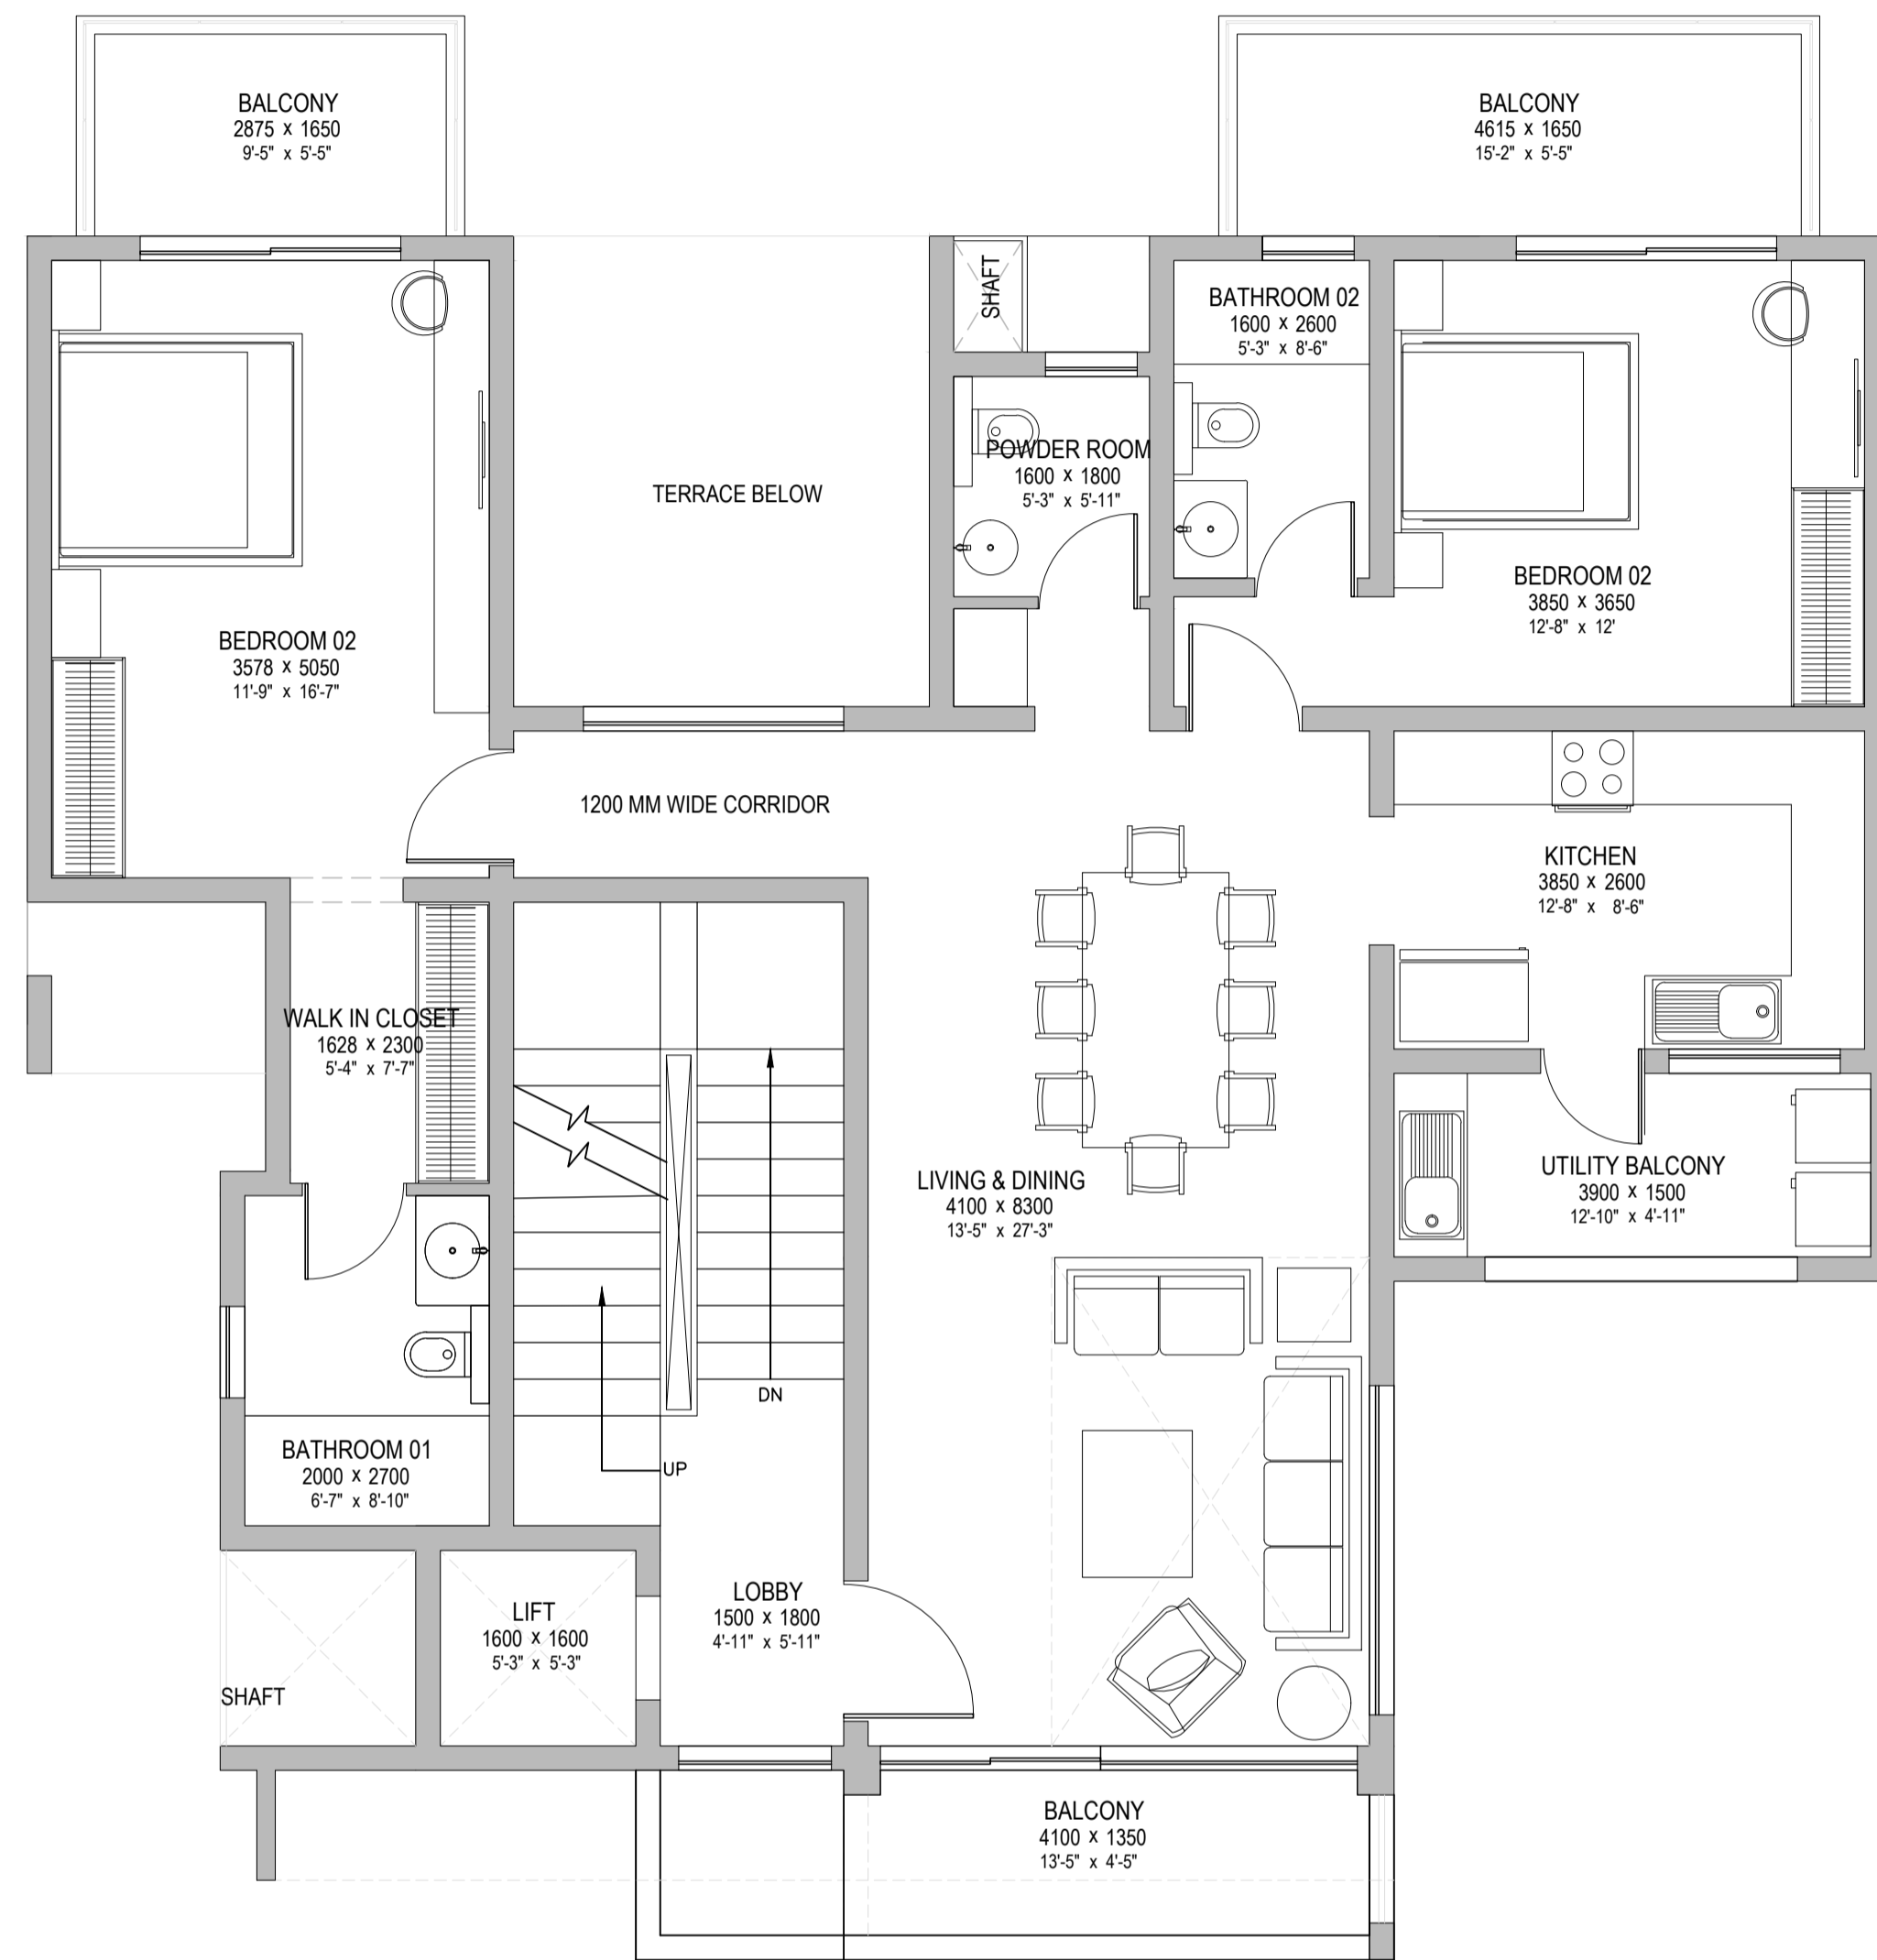 BALCONY
2875 x 1650
9'-5" x 5'-5"
BALCONY
4615 x 1650
15'-2" x 5'-5"
SHAFT
BATHROOM 02
1600 x 2600
5'-3" x 8'-6"
POWDER ROOM
1600 x 1800
5'-3" x 5'-11"
TERRACE BELOW
BEDROOM 02
3850 x 3650
12'-8" x 12'
BEDROOM 02
3578 x 5050
11'-9" x 16'-7"
1200 MM WIDE CORRIDOR
KITCHEN
3850 x 2600
12'-8" x 8'-6"
WALK IN CLOSET
1628 x 2300
5'-4" x 7'-7"
LIVING & DINING
4100 x 8300
13'-5" x 27'-3"
UTILITY BALCONY
3900 x 1500
12'-10" x 4'-11"
DN
UP
BATHROOM 01
2000 x 2700
6'-7" x 8'-10"
LOBBY
1500 x 1800
4'-11" x 5'-11"
LIFT
1600 x 1600
5'-3" x 5'-3"
SHAFT
BALCONY
4100 x 1350
13'-5" x 4'-5"